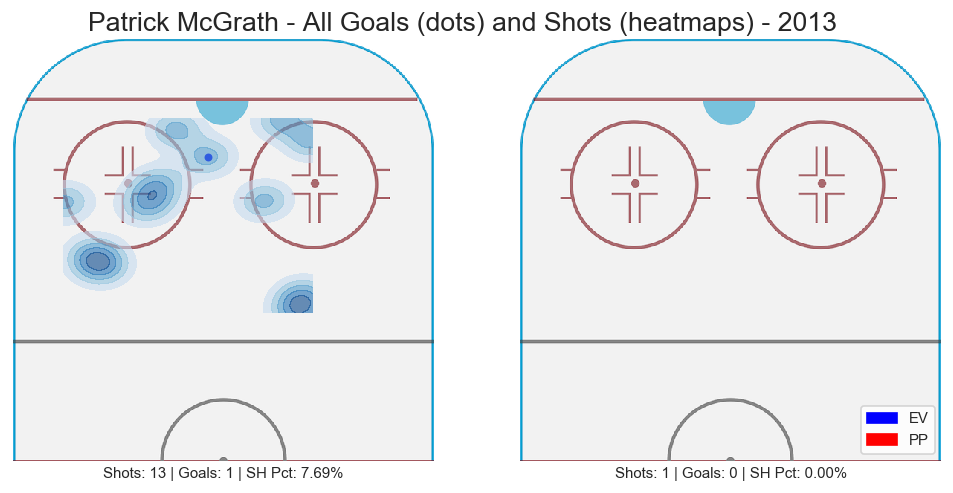 Patrick McGrath - All Goals (dots) and Shots (heatmaps) - 2013
EV
PP
Shots: 13 | Goals: 1 | SH Pct: 7.69%
Shots: 1 | Goals: 0 | SH Pct: 0.00%